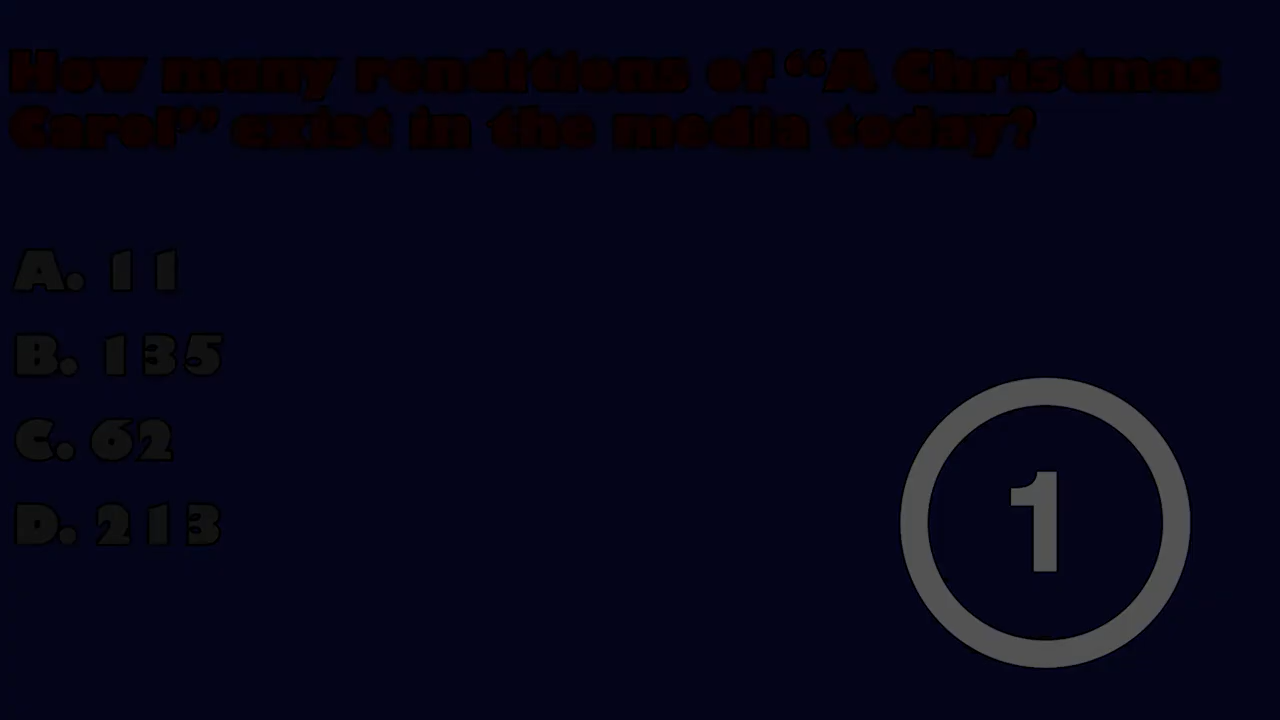 How many renditions of “A Christmas
Carol” exist in the media today?
A. 11
B. 135
C. 62
D. 213
1